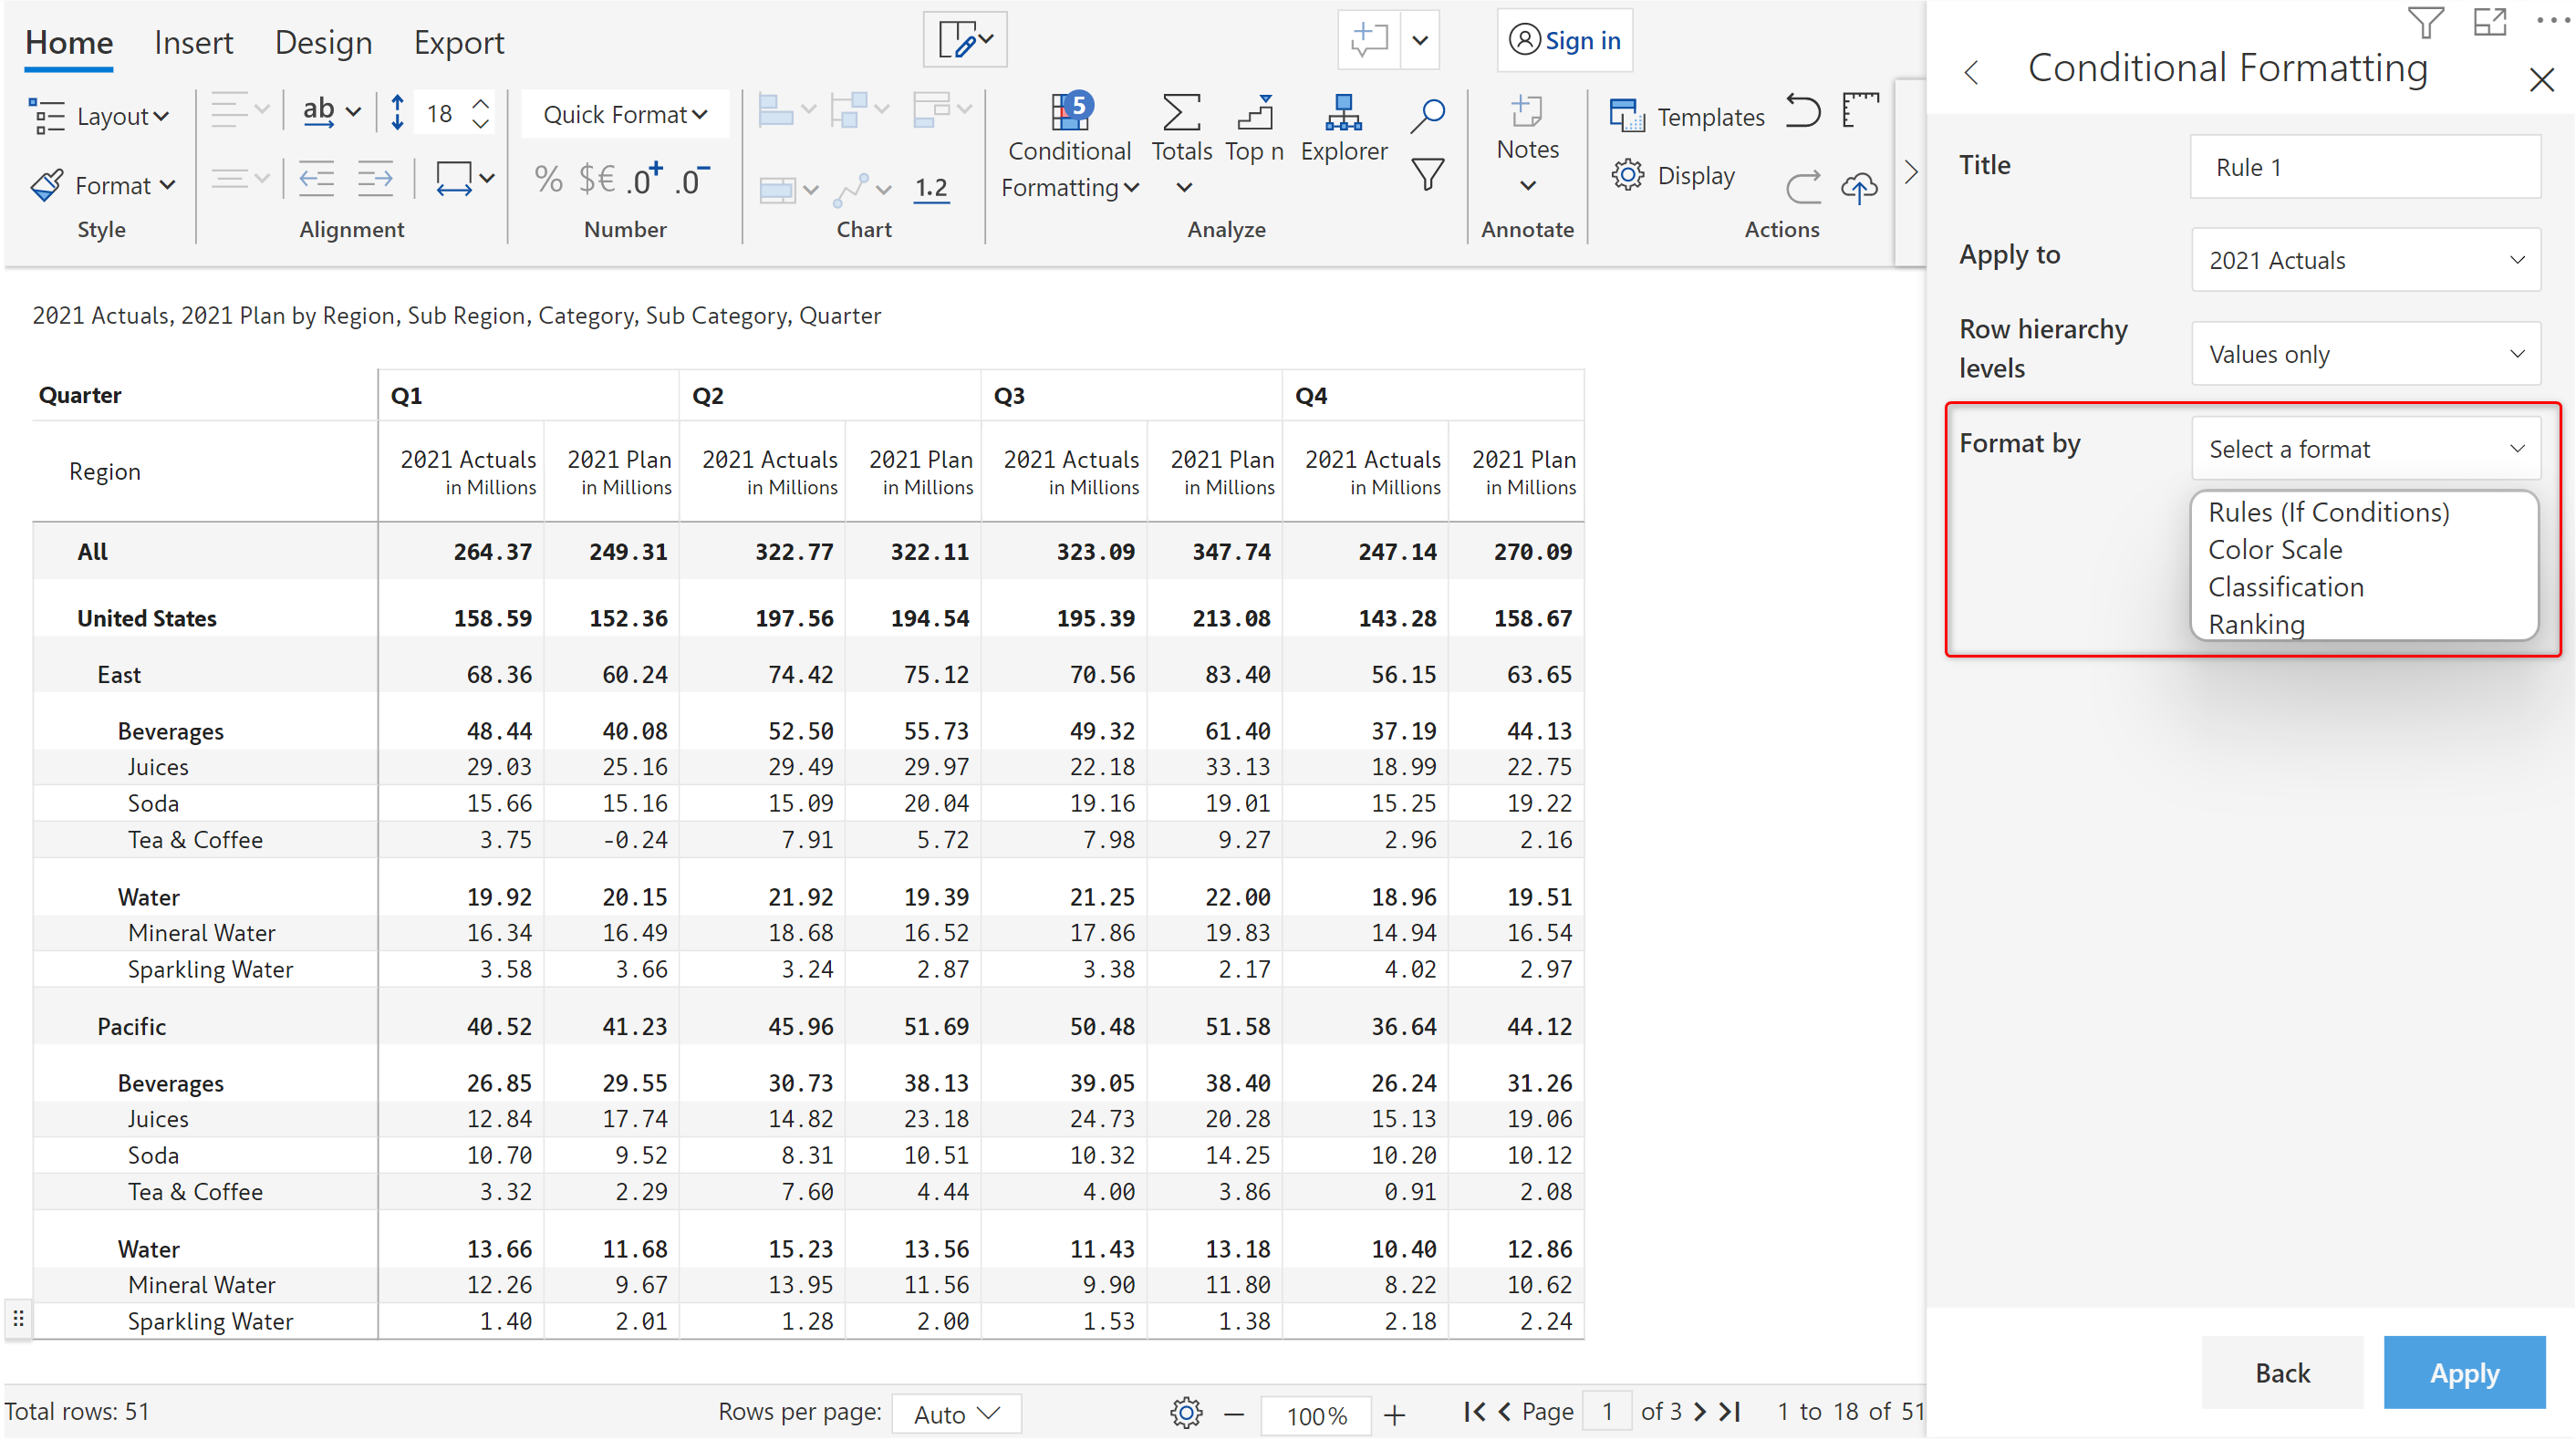 Home Insert Design Export Sign in
Layout ab 18 Quick Format 5 Conditional Formatting Totals Top n Explorer Notes Templates
Format % $€ .0+ .0- 1.2 Display
Style Alignment Number Chart Analyze Annotate Actions
2021 Actuals, 2021 Plan by Region, Sub Region, Category, Sub Category, Quarter
Quarter Q1 Q2 Q3 Q4
Region 2021 Actuals in Millions 2021 Plan in Millions 2021 Actuals in Millions 2021 Plan in Millions 2021 Actuals in Millions 2021 Plan in Millions 2021 Actuals in Millions 2021 Plan in Millions
All 264.37 249.31 322.77 322.11 323.09 347.74 247.14 270.09
United States 158.59 152.36 197.56 194.54 195.39 213.08 143.28 158.67
East 68.36 60.24 74.42 75.12 70.56 83.40 56.15 63.65
Beverages 48.44 40.08 52.50 55.73 49.32 61.40 37.19 44.13
Juices 29.03 25.16 29.49 29.97 22.18 33.13 18.99 22.75
Soda 15.66 15.16 15.09 20.04 19.16 19.01 15.25 19.22
Tea & Coffee 3.75 -0.24 7.91 5.72 7.98 9.27 2.96 2.16
Water 19.92 20.15 21.92 19.39 21.25 22.00 18.96 19.51
Mineral Water 16.34 16.49 18.68 16.52 17.86 19.83 14.94 16.54
Sparkling Water 3.58 3.66 3.24 2.87 3.38 2.17 4.02 2.97
Pacific 40.52 41.23 45.96 51.69 50.48 51.58 36.64 44.12
Beverages 26.85 29.55 30.73 38.13 39.05 38.40 26.24 31.26
Juices 12.84 17.74 14.82 23.18 24.73 20.28 15.13 19.06
Soda 10.70 9.52 8.31 10.51 10.32 14.25 10.20 10.12
Tea & Coffee 3.32 2.29 7.60 4.44 4.00 3.86 0.91 2.08
Water 13.66 11.68 15.23 13.56 11.43 13.18 10.40 12.86
Mineral Water 12.26 9.67 13.95 11.56 9.90 11.80 8.22 10.62
Sparkling Water 1.40 2.01 1.28 2.00 1.53 1.38 2.18 2.24
Total rows: 51 Rows per page: Auto 100% Page 1 of 3 1 to 18 of 51
Conditional Formatting
Title Rule 1
Apply to 2021 Actuals
Row hierarchy levels Values only
Format by Select a format
Rules (If Conditions)
Color Scale
Classification
Ranking
Back Apply